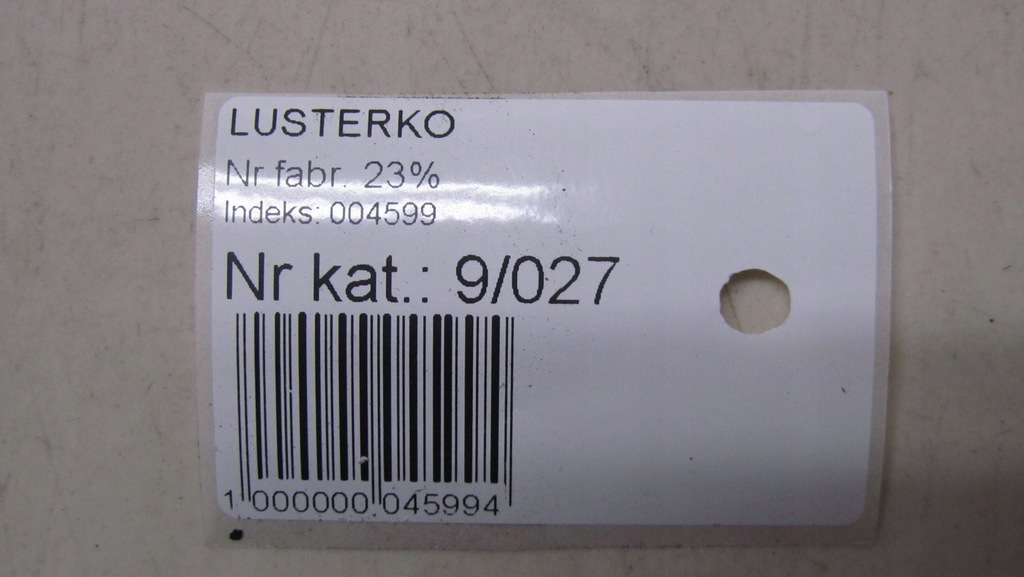 LUSTERKO
Nr fabr. 23%
Indeks: 004599
Nr kat.: 9/027
1 000000 045994